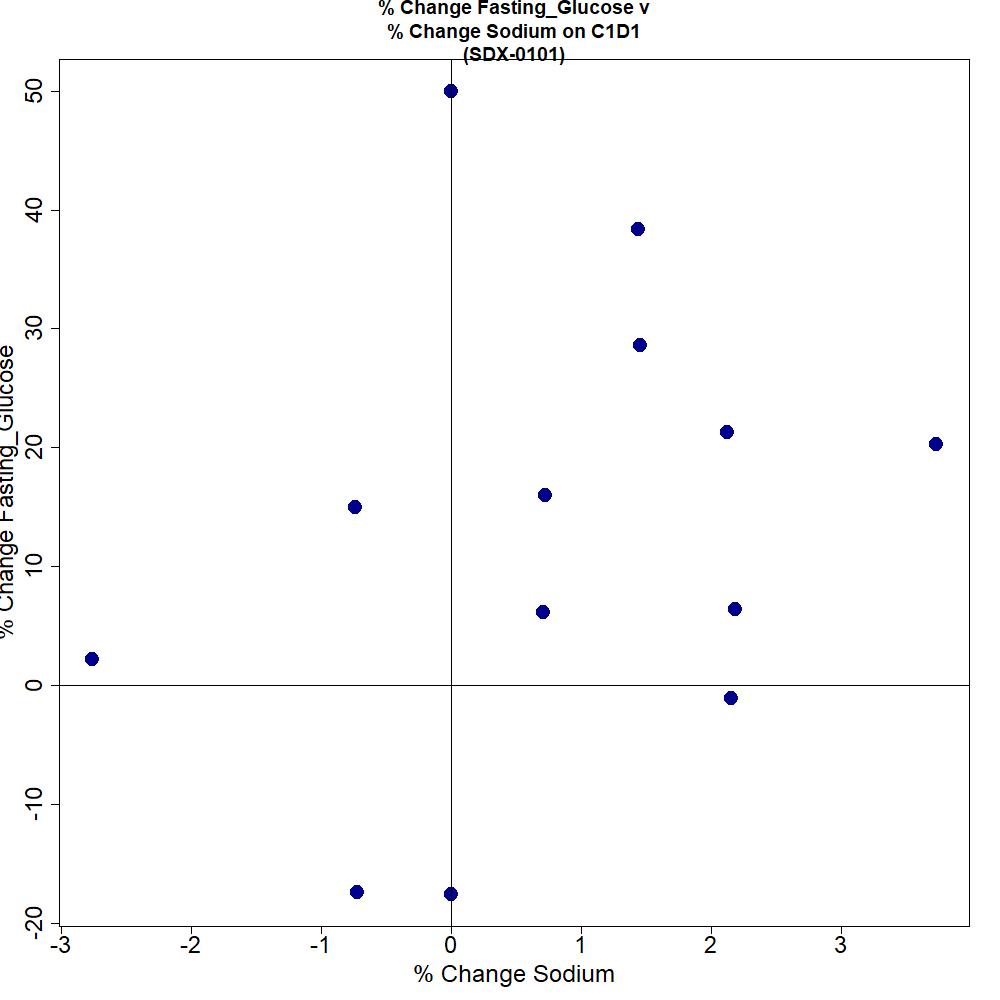 % Change Fasting_Glucose v
% Change Sodium on C1D1
(SDX-0101)
% Change Fasting_Glucose
50
40
30
20
10
0
-10
-20
-3 -2 -1 0 1 2 3
% Change Sodium